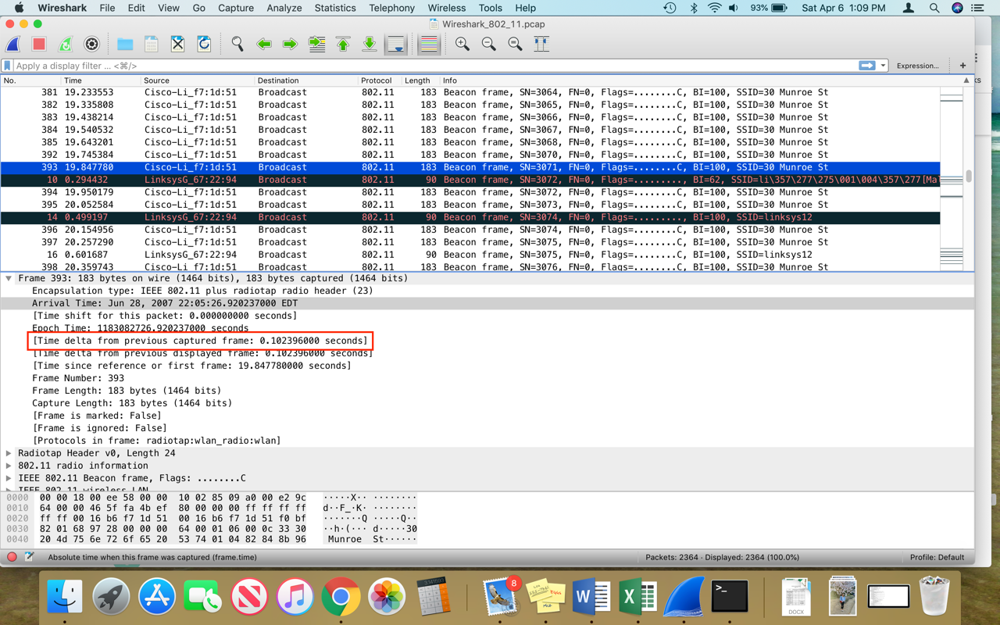 Wireshark File Edit View Go Capture Analyze Statistics Telephony Wireless Tools Help 93% Sat Apr 6 1:09 PM
Wireshark_802_11.pcap
Apply a display filter ... <⌘/> Expression... +
No. Time Source Destination Protocol Length Info
381 19.233553 Cisco-Li_f7:1d:51 Broadcast 802.11 183 Beacon frame, SN=3064, FN=0, Flags=........C, BI=100, SSID=30 Munroe St
382 19.335808 Cisco-Li_f7:1d:51 Broadcast 802.11 183 Beacon frame, SN=3065, FN=0, Flags=........C, BI=100, SSID=30 Munroe St
383 19.438214 Cisco-Li_f7:1d:51 Broadcast 802.11 183 Beacon frame, SN=3066, FN=0, Flags=........C, BI=100, SSID=30 Munroe St
384 19.540532 Cisco-Li_f7:1d:51 Broadcast 802.11 183 Beacon frame, SN=3067, FN=0, Flags=........C, BI=100, SSID=30 Munroe St
385 19.643201 Cisco-Li_f7:1d:51 Broadcast 802.11 183 Beacon frame, SN=3068, FN=0, Flags=........C, BI=100, SSID=30 Munroe St
392 19.745384 Cisco-Li_f7:1d:51 Broadcast 802.11 183 Beacon frame, SN=3070, FN=0, Flags=........C, BI=100, SSID=30 Munroe St
393 19.847780 Cisco-Li_f7:1d:51 Broadcast 802.11 183 Beacon frame, SN=3071, FN=0, Flags=........C, BI=100, SSID=30 Munroe St
10 0.294432 LinksysG_67:22:94 Broadcast 802.11 90 Beacon frame, SN=3072, FN=0, Flags=........., BI=62, SSID=li\357\277\275\001\004\357\277[Mal
394 19.950179 Cisco-Li_f7:1d:51 Broadcast 802.11 183 Beacon frame, SN=3072, FN=0, Flags=........C, BI=100, SSID=30 Munroe St
395 20.052584 Cisco-Li_f7:1d:51 Broadcast 802.11 183 Beacon frame, SN=3073, FN=0, Flags=........C, BI=100, SSID=30 Munroe St
14 0.499197 LinksysG_67:22:94 Broadcast 802.11 90 Beacon frame, SN=3074, FN=0, Flags=........., BI=100, SSID=linksys12
396 20.154956 Cisco-Li_f7:1d:51 Broadcast 802.11 183 Beacon frame, SN=3074, FN=0, Flags=........C, BI=100, SSID=30 Munroe St
397 20.257290 Cisco-Li_f7:1d:51 Broadcast 802.11 183 Beacon frame, SN=3075, FN=0, Flags=........C, BI=100, SSID=30 Munroe St
16 0.601687 LinksysG_67:22:94 Broadcast 802.11 90 Beacon frame, SN=3075, FN=0, Flags=........., BI=100, SSID=linksys12
398 20.359743 Cisco-Li_f7:1d:51 Broadcast 802.11 183 Beacon frame, SN=3076, FN=0, Flags=........C, BI=100, SSID=30 Munroe St
Frame 393: 183 bytes on wire (1464 bits), 183 bytes captured (1464 bits)
Encapsulation type: IEEE 802.11 plus radiotap radio header (23)
Arrival Time: Jun 28, 2007 22:05:26.920237000 EDT
[Time shift for this packet: 0.000000000 seconds]
Epoch Time: 1183082726.920237000 seconds
[Time delta from previous captured frame: 0.102396000 seconds]
[Time delta from previous displayed frame: 0.102396000 seconds]
[Time since reference or first frame: 19.847780000 seconds]
Frame Number: 393
Frame Length: 183 bytes (1464 bits)
Capture Length: 183 bytes (1464 bits)
[Frame is marked: False]
[Frame is ignored: False]
[Protocols in frame: radiotap:wlan_radio:wlan]
Radiotap Header v0, Length 24
802.11 radio information
IEEE 802.11 Beacon frame, Flags: ........C
IEEE 802.11 wireless LAN
0000 00 00 18 00 ee 58 00 00 10 02 85 09 a0 00 e2 9c ·····X·· ········
0010 64 00 00 46 5f fa 4b ef 80 00 00 00 ff ff ff ff d··F_·K· ········
0020 ff ff 00 16 b6 f7 1d 51 00 16 b6 f7 1d 51 f0 bf ·······Q ·····Q··
0030 82 01 68 97 28 00 00 00 64 00 01 06 00 0c 33 30 ··h·(··· d·····30
0040 20 4d 75 6e 72 6f 65 20 53 74 01 04 82 84 8b 96 Munroe St······
Absolute time when this frame was captured (frame.time) Packets: 2364 · Displayed: 2364 (100.0%) Profile: Default
8
W
X
>_
DOCX